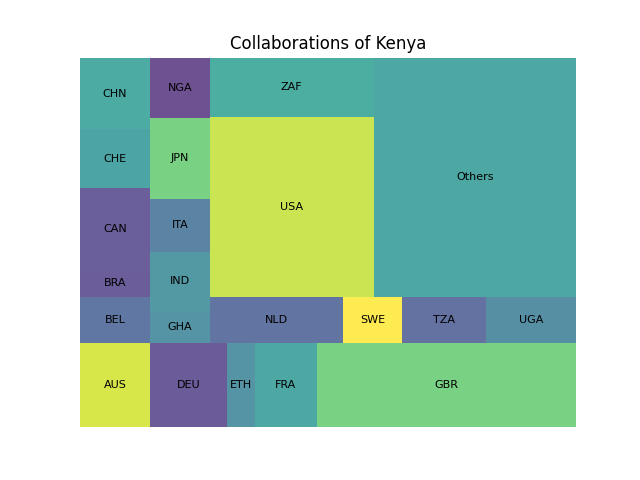 Collaborations of Kenya
CHN
NGA
ZAF
Others
CHE
JPN
USA
CAN
ITA
BRA
IND
BEL
GHA
NLD
SWE
TZA
UGA
AUS
DEU
ETH
FRA
GBR